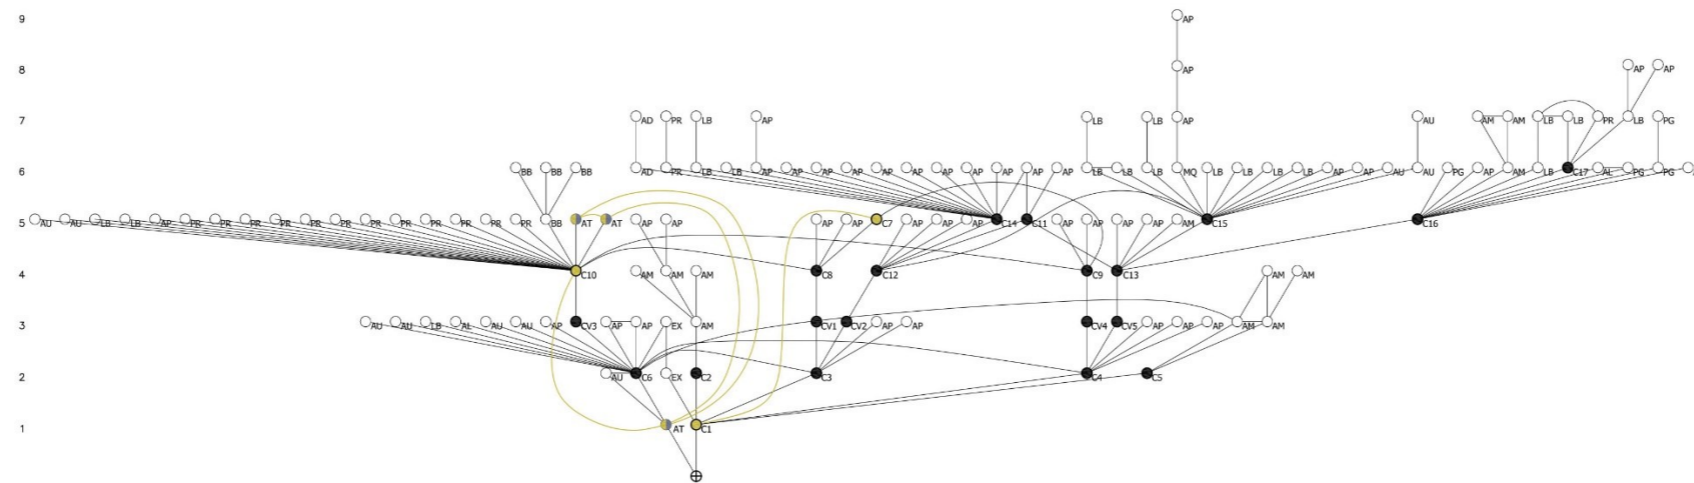 9
AP
8
AP AP AP
7
AD PR LB AP LB LB AP AU AM AM LB LB PR LB PG
6
BB BB BB AD PR LB LB AP AP AP AP AP AP AP AP AP AP AP LB LB LB MQ LB LB LB LB AP AP AU AU PG AP AM LB C17 AL PG PG
5
AU AU LB LB AP PR PR PR PR PR PR PR PR PR PR PR PR BB AT AT AP AP AP AP C7 AP AP AP C14 C11 AP AP AP AP AM C15 C16
4
C10 AM AM AM C8 C12 C9 C13 AM AM
3
AU AU LB AL AU AU AP CV3 AP AP EX AM CV1 CV2 AP AP CV4 CV5 AP AP AP AM AM
2
AU C6 EX C2 C3 C4 C5
1
AT C1